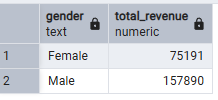 gender text total_revenue numeric
1 Female 75191
2 Male 157890